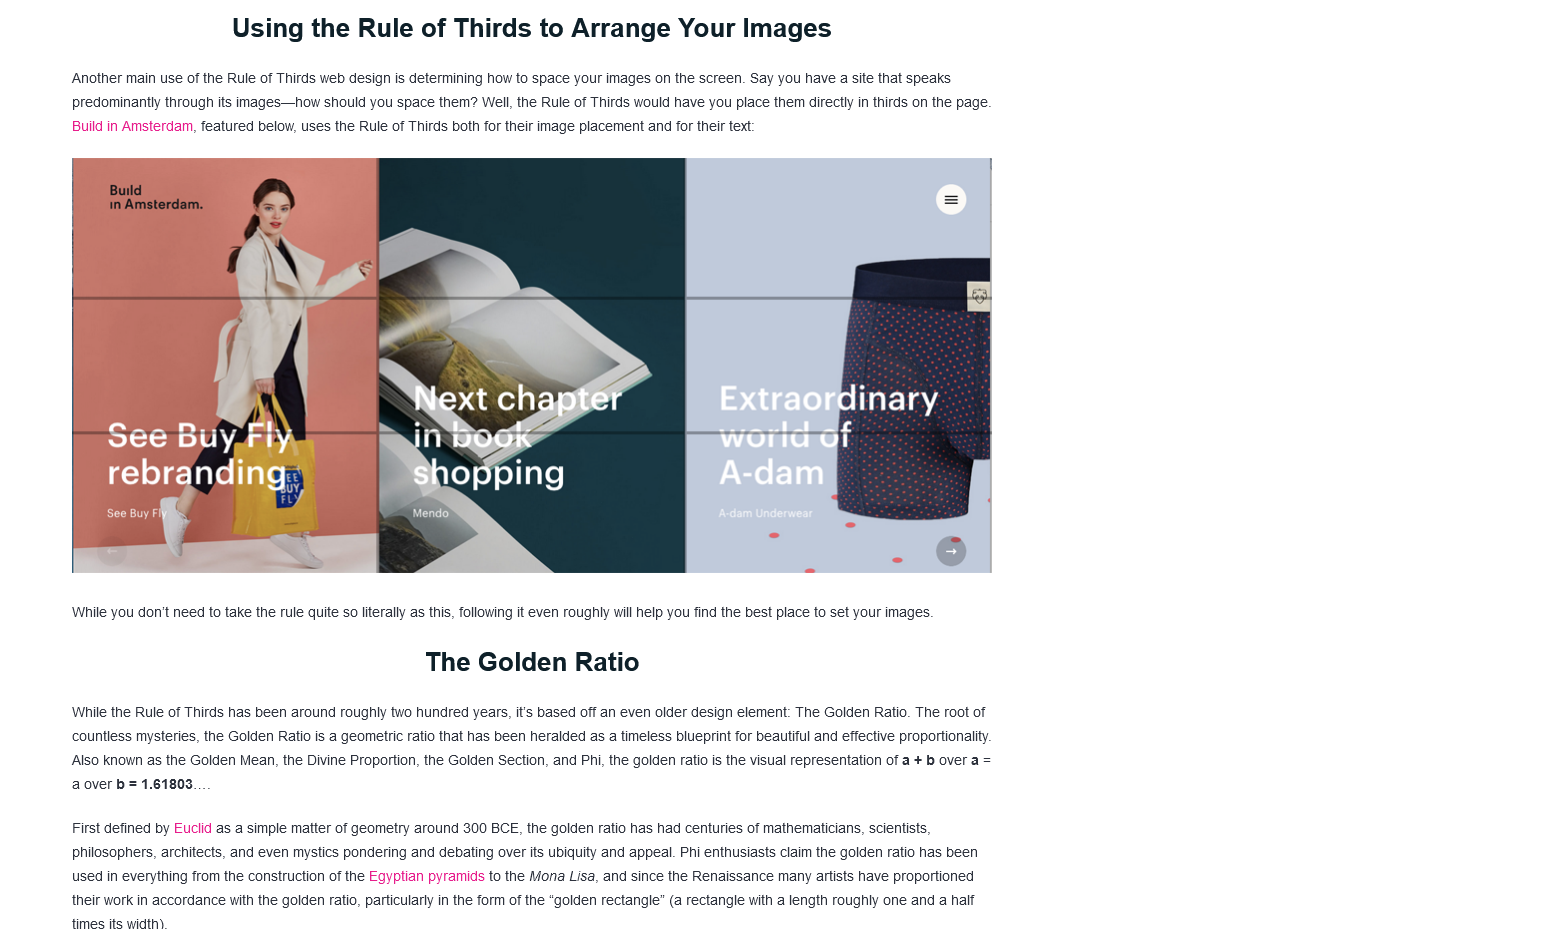 Using the Rule of Thirds to Arrange Your Images
Another main use of the Rule of Thirds web design is determining how to space your images on the screen. Say you have a site that speaks
predominantly through its images—how should you space them? Well, the Rule of Thirds would have you place them directly in thirds on the page.
Build in Amsterdam, featured below, uses the Rule of Thirds both for their image placement and for their text:
Build
in Amsterdam.
See Buy Fly
rebranding
See Buy Fly
SEE
BUY
FLY
Next chapter
in book
shopping
Mendo
Extraordinary
world of
A-dam
A-dam Underwear
While you don’t need to take the rule quite so literally as this, following it even roughly will help you find the best place to set your images.
The Golden Ratio
While the Rule of Thirds has been around roughly two hundred years, it’s based off an even older design element: The Golden Ratio. The root of
countless mysteries, the Golden Ratio is a geometric ratio that has been heralded as a timeless blueprint for beautiful and effective proportionality.
Also known as the Golden Mean, the Divine Proportion, the Golden Section, and Phi, the golden ratio is the visual representation of a + b over a =
a over b = 1.61803….
First defined by Euclid as a simple matter of geometry around 300 BCE, the golden ratio has had centuries of mathematicians, scientists,
philosophers, architects, and even mystics pondering and debating over its ubiquity and appeal. Phi enthusiasts claim the golden ratio has been
used in everything from the construction of the Egyptian pyramids to the Mona Lisa, and since the Renaissance many artists have proportioned
their work in accordance with the golden ratio, particularly in the form of the “golden rectangle” (a rectangle with a length roughly one and a half
times its width).